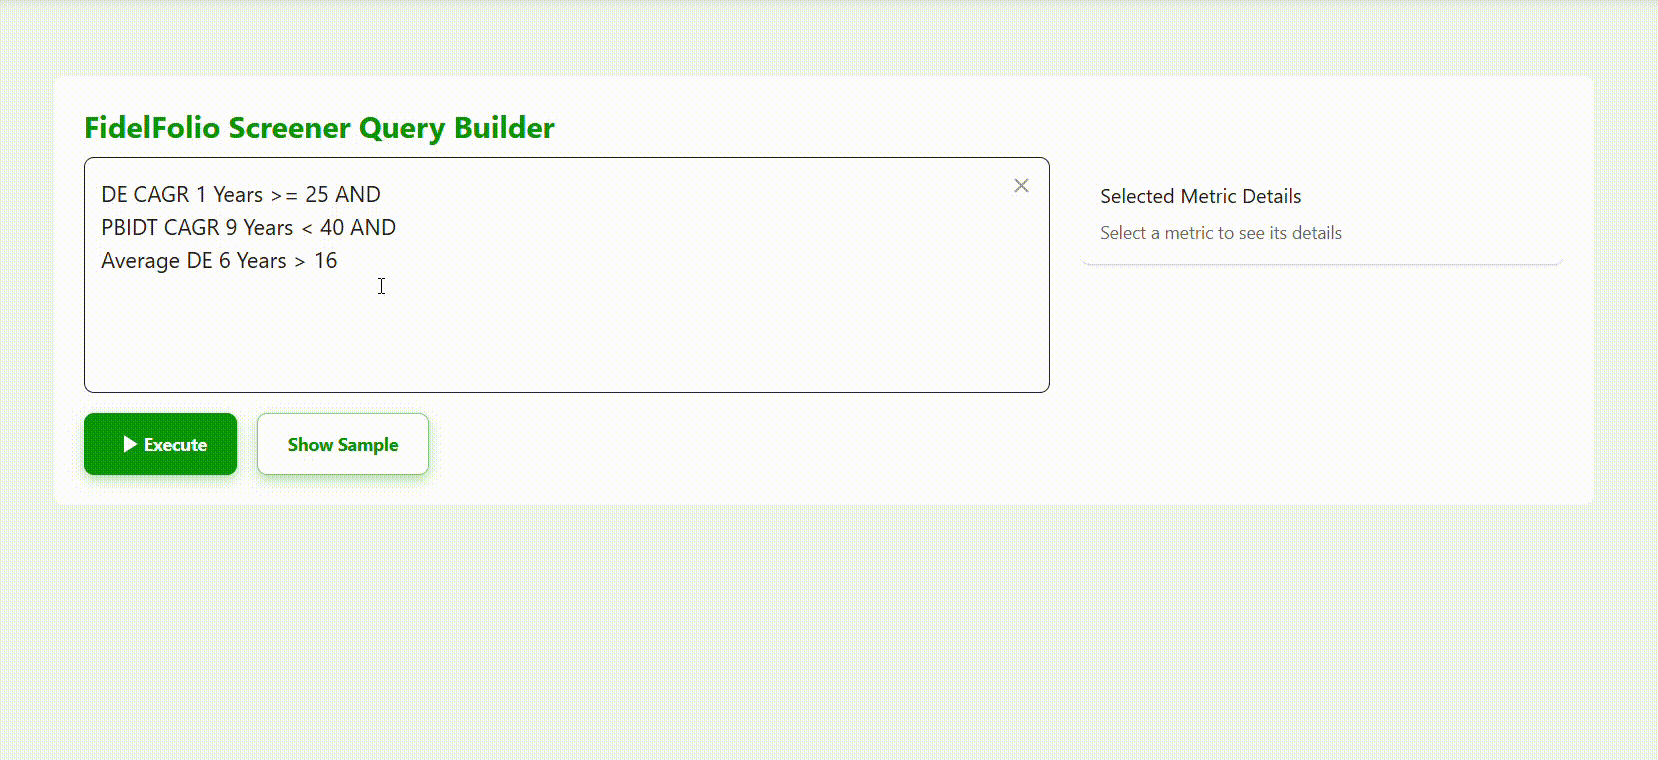 FidelFolio Screener Query Builder
DE CAGR 1 Years >= 25 AND
PBIDT CAGR 9 Years < 40 AND
Average DE 6 Years > 16
Selected Metric Details
Select a metric to see its details
Execute
Show Sample